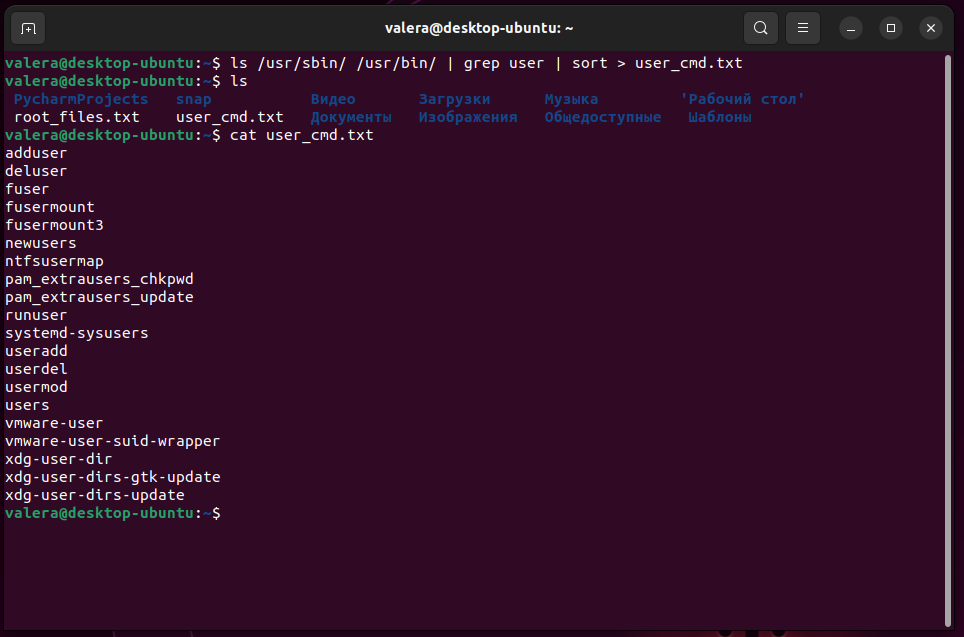 valera@desktop-ubuntu: ~
valera@desktop-ubuntu:~$ ls /usr/sbin/ /usr/bin/ | grep user | sort > user_cmd.txt
valera@desktop-ubuntu:~$ ls
PycharmProjects snap Видео Загрузки Музыка 'Рабочий стол'
root_files.txt user_cmd.txt Документы Изображения Общедоступные Шаблоны
valera@desktop-ubuntu:~$ cat user_cmd.txt
adduser
deluser
fuser
fusermount
fusermount3
newusers
ntfsusermap
pam_extrausers_chkpwd
pam_extrausers_update
runuser
systemd-sysusers
useradd
userdel
usermod
users
vmware-user
vmware-user-suid-wrapper
xdg-user-dir
xdg-user-dirs-gtk-update
xdg-user-dirs-update
valera@desktop-ubuntu:~$